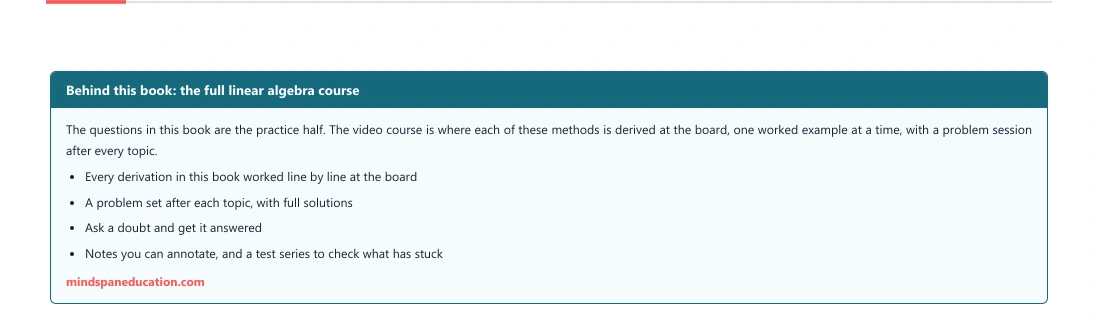 Behind this book: the full linear algebra course
The questions in this book are the practice half. The video course is where each of these methods is derived at the board, one worked example at a time, with a problem session
after every topic.
• Every derivation in this book worked line by line at the board
• A problem set after each topic, with full solutions
• Ask a doubt and get it answered
• Notes you can annotate, and a test series to check what has stuck
mindspaneducation.com